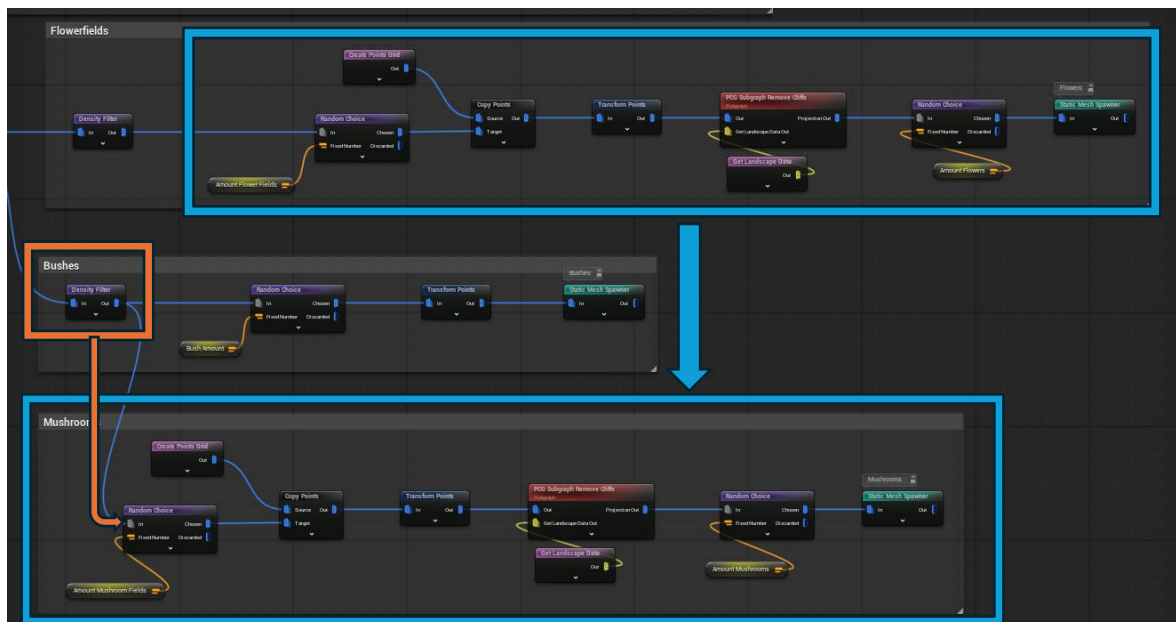 Flowerfields
Create Points Grid
Out
Flowers
Density Filter
In Out
Random Choice
In Chosen
Fixed Number Discarded
Copy Points
Source Out
Target
Transform Points
In Out
PCG Subgraph Remove Cliffs
Subgraph
Out Projection Out
Get Landscape Data Out
Random Choice
In Chosen
Fixed Number Discarded
Static Mesh Spawner
In Out
Get Landscape Data
Out
Amount Flower Fields
Amount Flowers
Bushes
Bushes
Density Filter
In Out
Random Choice
In Chosen
Fixed Number Discarded
Transform Points
In Out
Static Mesh Spawner
In Out
Bush Amount
Create Points Grid
Out
Mushrooms
Random Choice
In Chosen
Fixed Number Discarded
Copy Points
Source Out
Target
Transform Points
In Out
PCG Subgraph Remove Cliffs
Subgraph
Out Projection Out
Get Landscape Data Out
Random Choice
In Chosen
Fixed Number Discarded
Static Mesh Spawner
In Out
Get Landscape Data
Out
Amount Mushroom Fields
Amount Mushrooms